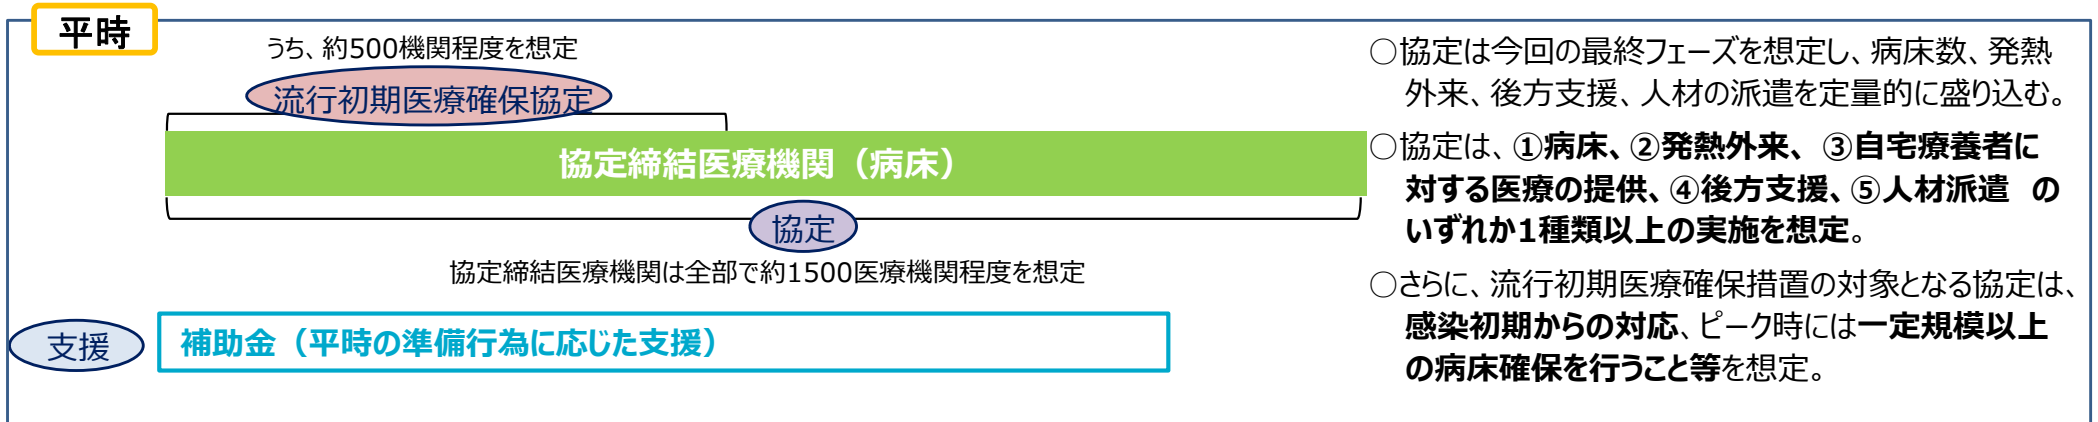 平時
うち、約500機関程度を想定
流行初期医療確保協定
協定締結医療機関（病床）
協定
協定締結医療機関は全部で約1500医療機関程度を想定
支援
補助金（平時の準備行為に応じた支援）
○協定は今回の最終フェーズを想定し、病床数、発熱
外来、後方支援、人材の派遣を定量的に盛り込む。
○協定は、①病床、②発熱外来、③自宅療養者に
対する医療の提供、④後方支援、⑤人材派遣　の
いずれか1種類以上の実施を想定。
○さらに、流行初期医療確保措置の対象となる協定は、
感染初期からの対応、ピーク時には一定規模以上
の病床確保を行うこと等を想定。